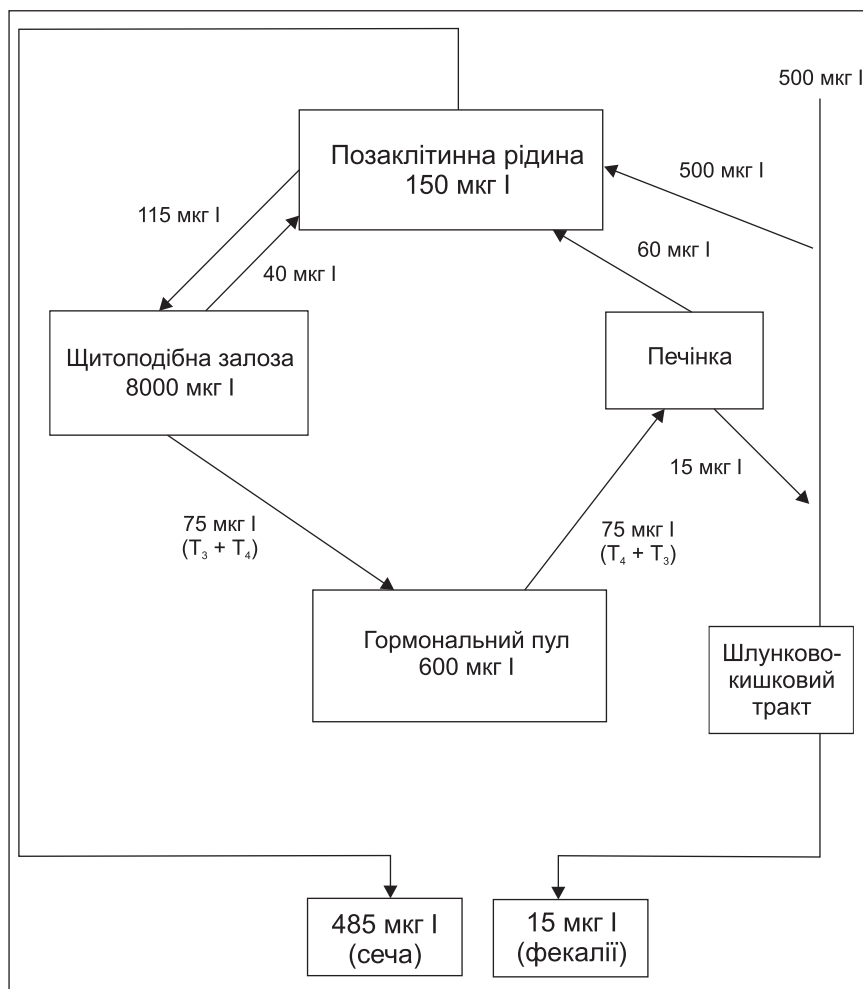 500 мкг I
Позаклітинна рідина
150 мкг I
500 мкг I
115 мкг I
40 мкг I
60 мкг I
Щитоподібна залоза
8000 мкг I
Печінка
15 мкг I
75 мкг I
(T₃ + T₄)
75 мкг I
(T₄ + T₃)
Гормональний пул
600 мкг I
Шлунково-
кишковий
тракт
485 мкг I
(сеча)
15 мкг I
(фекалії)